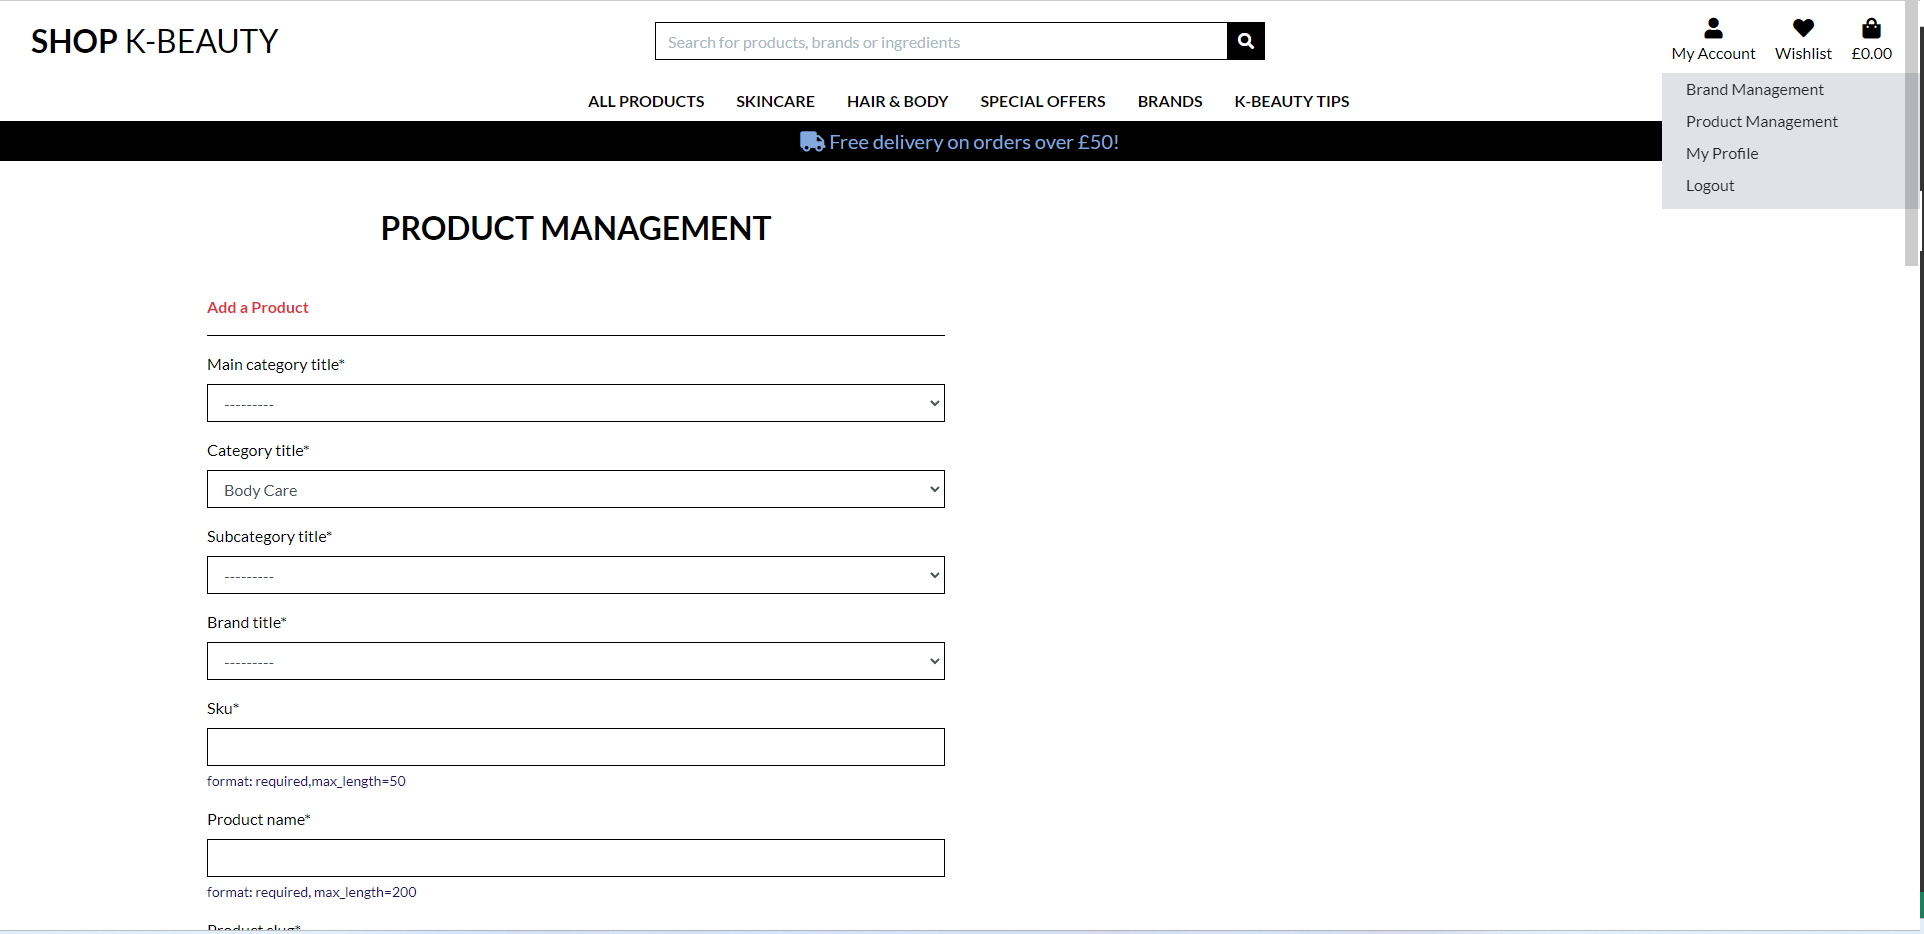 SHOP K-BEAUTY
Search for products, brands or ingredients
My Account
Wishlist
£0.00
ALL PRODUCTS
SKINCARE
HAIR & BODY
SPECIAL OFFERS
BRANDS
K-BEAUTY TIPS
Free delivery on orders over £50!
Brand Management
Product Management
My Profile
Logout
PRODUCT MANAGEMENT
Add a Product
Main category title*
---------
Category title*
Body Care
Subcategory title*
---------
Brand title*
---------
Sku*
format: required,max_length=50
Product name*
format: required, max_length=200
Product slug*